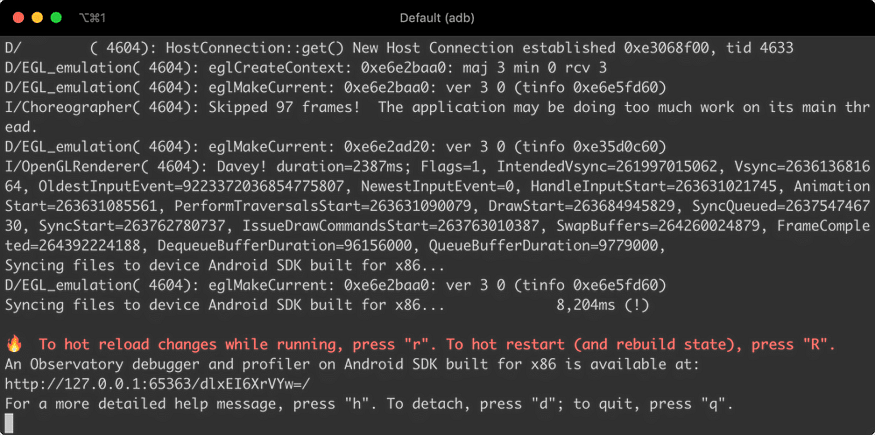 ⌥⌘1 Default (adb)
D/        ( 4604): HostConnection::get() New Host Connection established 0xe3068f00, tid 4633
D/EGL_emulation( 4604): eglCreateContext: 0xe6e2baa0: maj 3 min 0 rcv 3
D/EGL_emulation( 4604): eglMakeCurrent: 0xe6e2baa0: ver 3 0 (tinfo 0xe6e5fd60)
I/Choreographer( 4604): Skipped 97 frames!  The application may be doing too much work on its main thr
ead.
D/EGL_emulation( 4604): eglMakeCurrent: 0xe6e2ad20: ver 3 0 (tinfo 0xe35d0c60)
I/OpenGLRenderer( 4604): Davey! duration=2387ms; Flags=1, IntendedVsync=261997015062, Vsync=2636136816
64, OldestInputEvent=9223372036854775807, NewestInputEvent=0, HandleInputStart=263631021745, Animation
Start=263631085561, PerformTraversalsStart=263631090079, DrawStart=263684945829, SyncQueued=2637547467
30, SyncStart=263762780737, IssueDrawCommandsStart=263763010387, SwapBuffers=264260024879, FrameComple
ted=264392224188, DequeueBufferDuration=96156000, QueueBufferDuration=9779000,
Syncing files to device Android SDK built for x86...
D/EGL_emulation( 4604): eglMakeCurrent: 0xe6e2baa0: ver 3 0 (tinfo 0xe6e5fd60)
Syncing files to device Android SDK built for x86...             8,204ms (!)
🔥  To hot reload changes while running, press "r". To hot restart (and rebuild state), press "R".
An Observatory debugger and profiler on Android SDK built for x86 is available at:
http://127.0.0.1:65363/dlxEI6XrVYw=/
For a more detailed help message, press "h". To detach, press "d"; to quit, press "q".